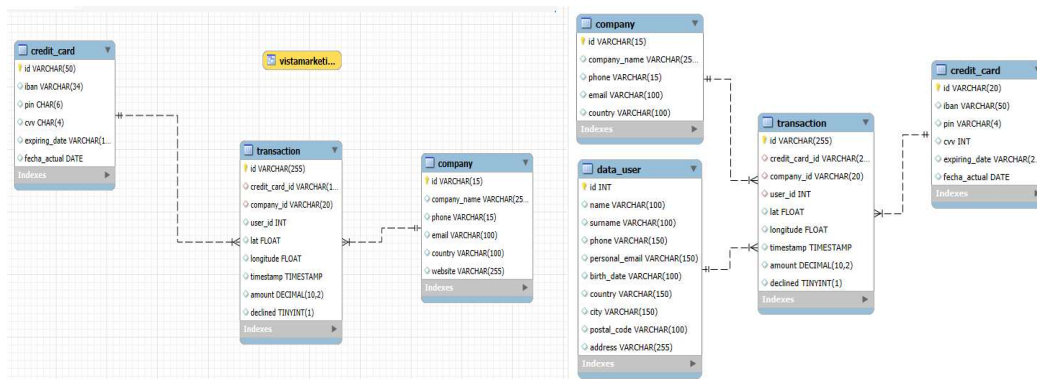 credit_card
id VARCHAR(50)
iban VARCHAR(34)
pin CHAR(6)
cvv CHAR(4)
expiring_date VARCHAR(1...
fecha_actual DATE
Indexes
vistamarketi...
transaction
id VARCHAR(255)
credit_card_id VARCHAR(1...
company_id VARCHAR(20)
user_id INT
lat FLOAT
longitude FLOAT
timestamp TIMESTAMP
amount DECIMAL(10,2)
declined TINYINT(1)
Indexes
company
id VARCHAR(15)
company_name VARCHAR(25...
phone VARCHAR(15)
email VARCHAR(100)
country VARCHAR(100)
website VARCHAR(255)
Indexes
company
id VARCHAR(15)
company_name VARCHAR(25...
phone VARCHAR(15)
email VARCHAR(100)
country VARCHAR(100)
Indexes
data_user
id INT
name VARCHAR(100)
surname VARCHAR(100)
phone VARCHAR(150)
personal_email VARCHAR(150)
birth_date VARCHAR(100)
country VARCHAR(150)
city VARCHAR(150)
postal_code VARCHAR(100)
address VARCHAR(255)
Indexes
transaction
id VARCHAR(255)
credit_card_id VARCHAR(2...
company_id VARCHAR(20)
user_id INT
lat FLOAT
longitude FLOAT
timestamp TIMESTAMP
amount DECIMAL(10,2)
declined TINYINT(1)
Indexes
credit_card
id VARCHAR(20)
iban VARCHAR(50)
pin VARCHAR(4)
cvv INT
expiring_date VARCHAR(2...
fecha_actual DATE
Indexes